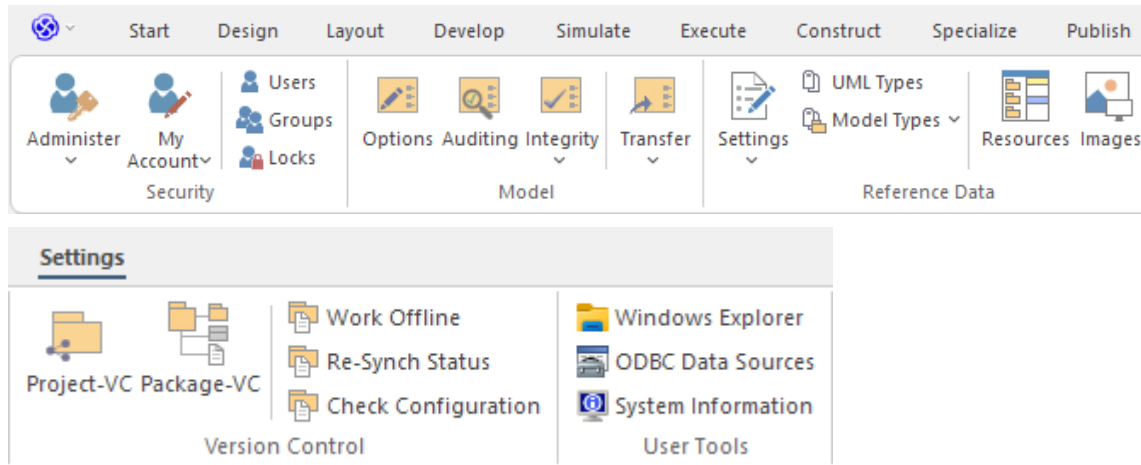 Start Design Layout Develop Simulate Execute Construct Specialize Publish
Users UML Types
Groups Model Types
Administer My Account Options Auditing Integrity Transfer Settings Resources Images
Locks
Security Model Reference Data
Settings
Work Offline Windows Explorer
Re-Synch Status ODBC Data Sources
Project-VC Package-VC
Check Configuration System Information
Version Control User Tools